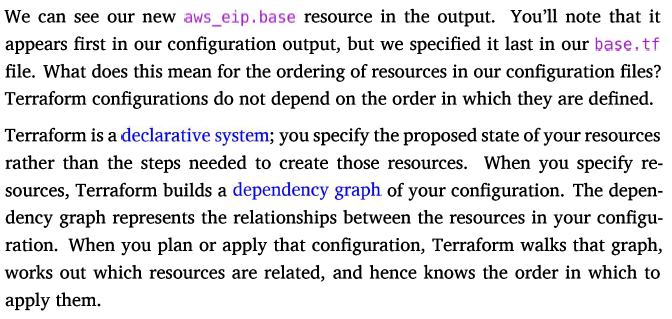 We can see our new aws_eip.base resource in the output. You’ll note that it
appears first in our configuration output, but we specified it last in our base.tf
file. What does this mean for the ordering of resources in our configuration files?
Terraform configurations do not depend on the order in which they are defined.
Terraform is a declarative system; you specify the proposed state of your resources
rather than the steps needed to create those resources. When you specify re-
sources, Terraform builds a dependency graph of your configuration. The depen-
dency graph represents the relationships between the resources in your configu-
ration. When you plan or apply that configuration, Terraform walks that graph,
works out which resources are related, and hence knows the order in which to
apply them.